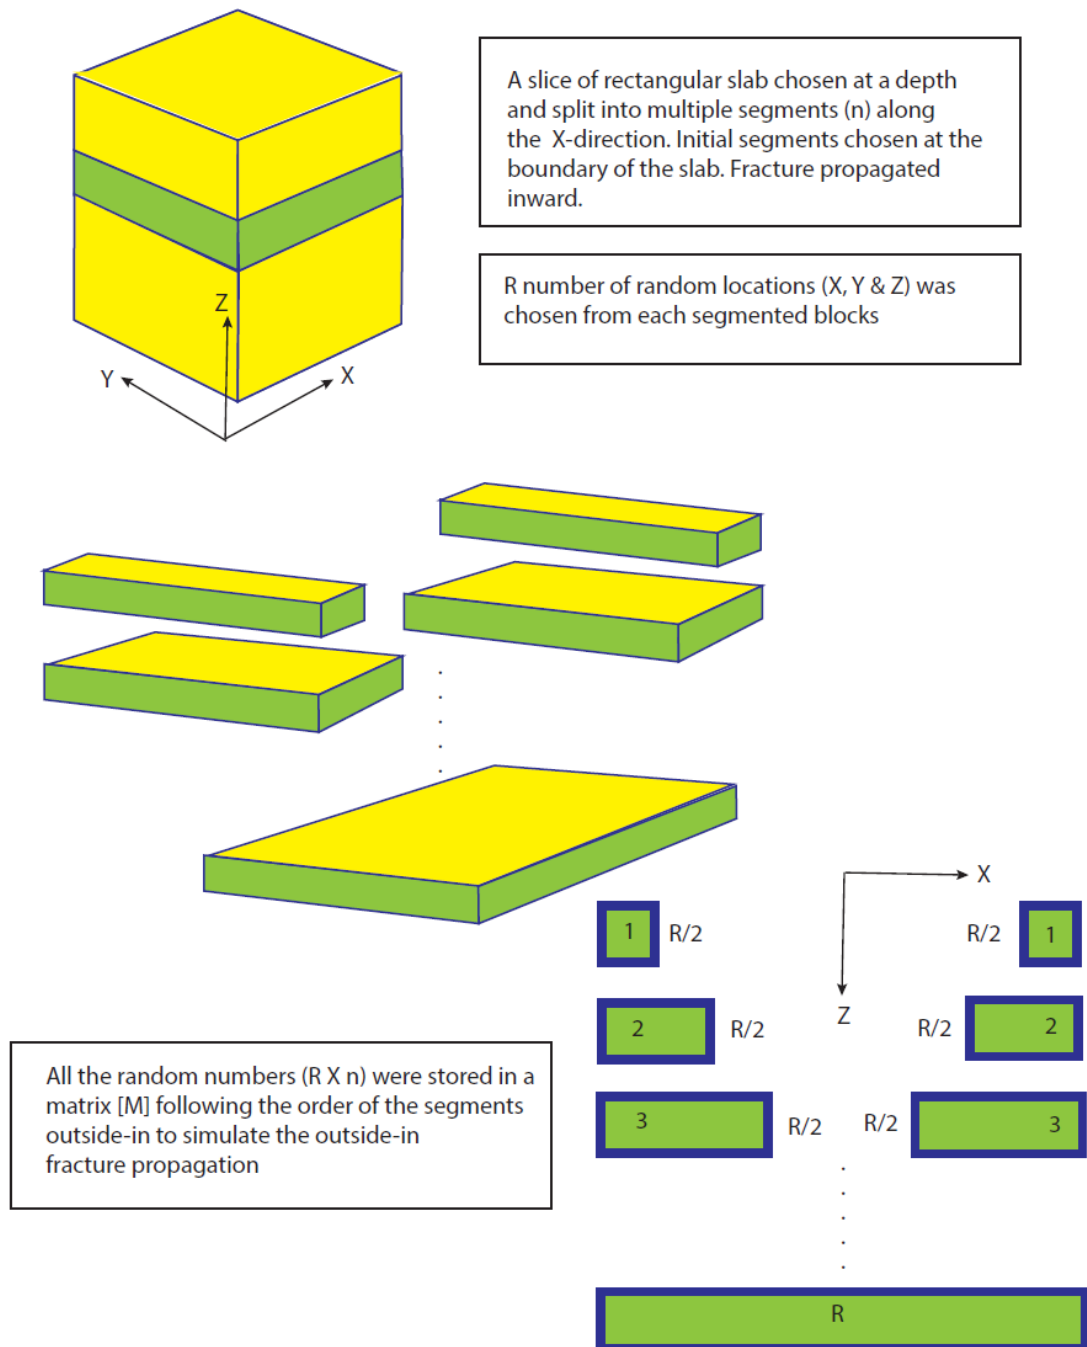 A slice of rectangular slab chosen at a depth
and split into multiple segments (n) along
the X-direction. Initial segments chosen at the
boundary of the slab. Fracture propagated
inward.
R number of random locations (X, Y & Z) was
chosen from each segmented blocks
Z
Y
X
X
1
R/2
R/2
1
Z
2
R/2
R/2
2
3
R/2
R/2
3
All the random numbers (R X n) were stored in a
matrix [M] following the order of the segments
outside-in to simulate the outside-in
fracture propagation
R